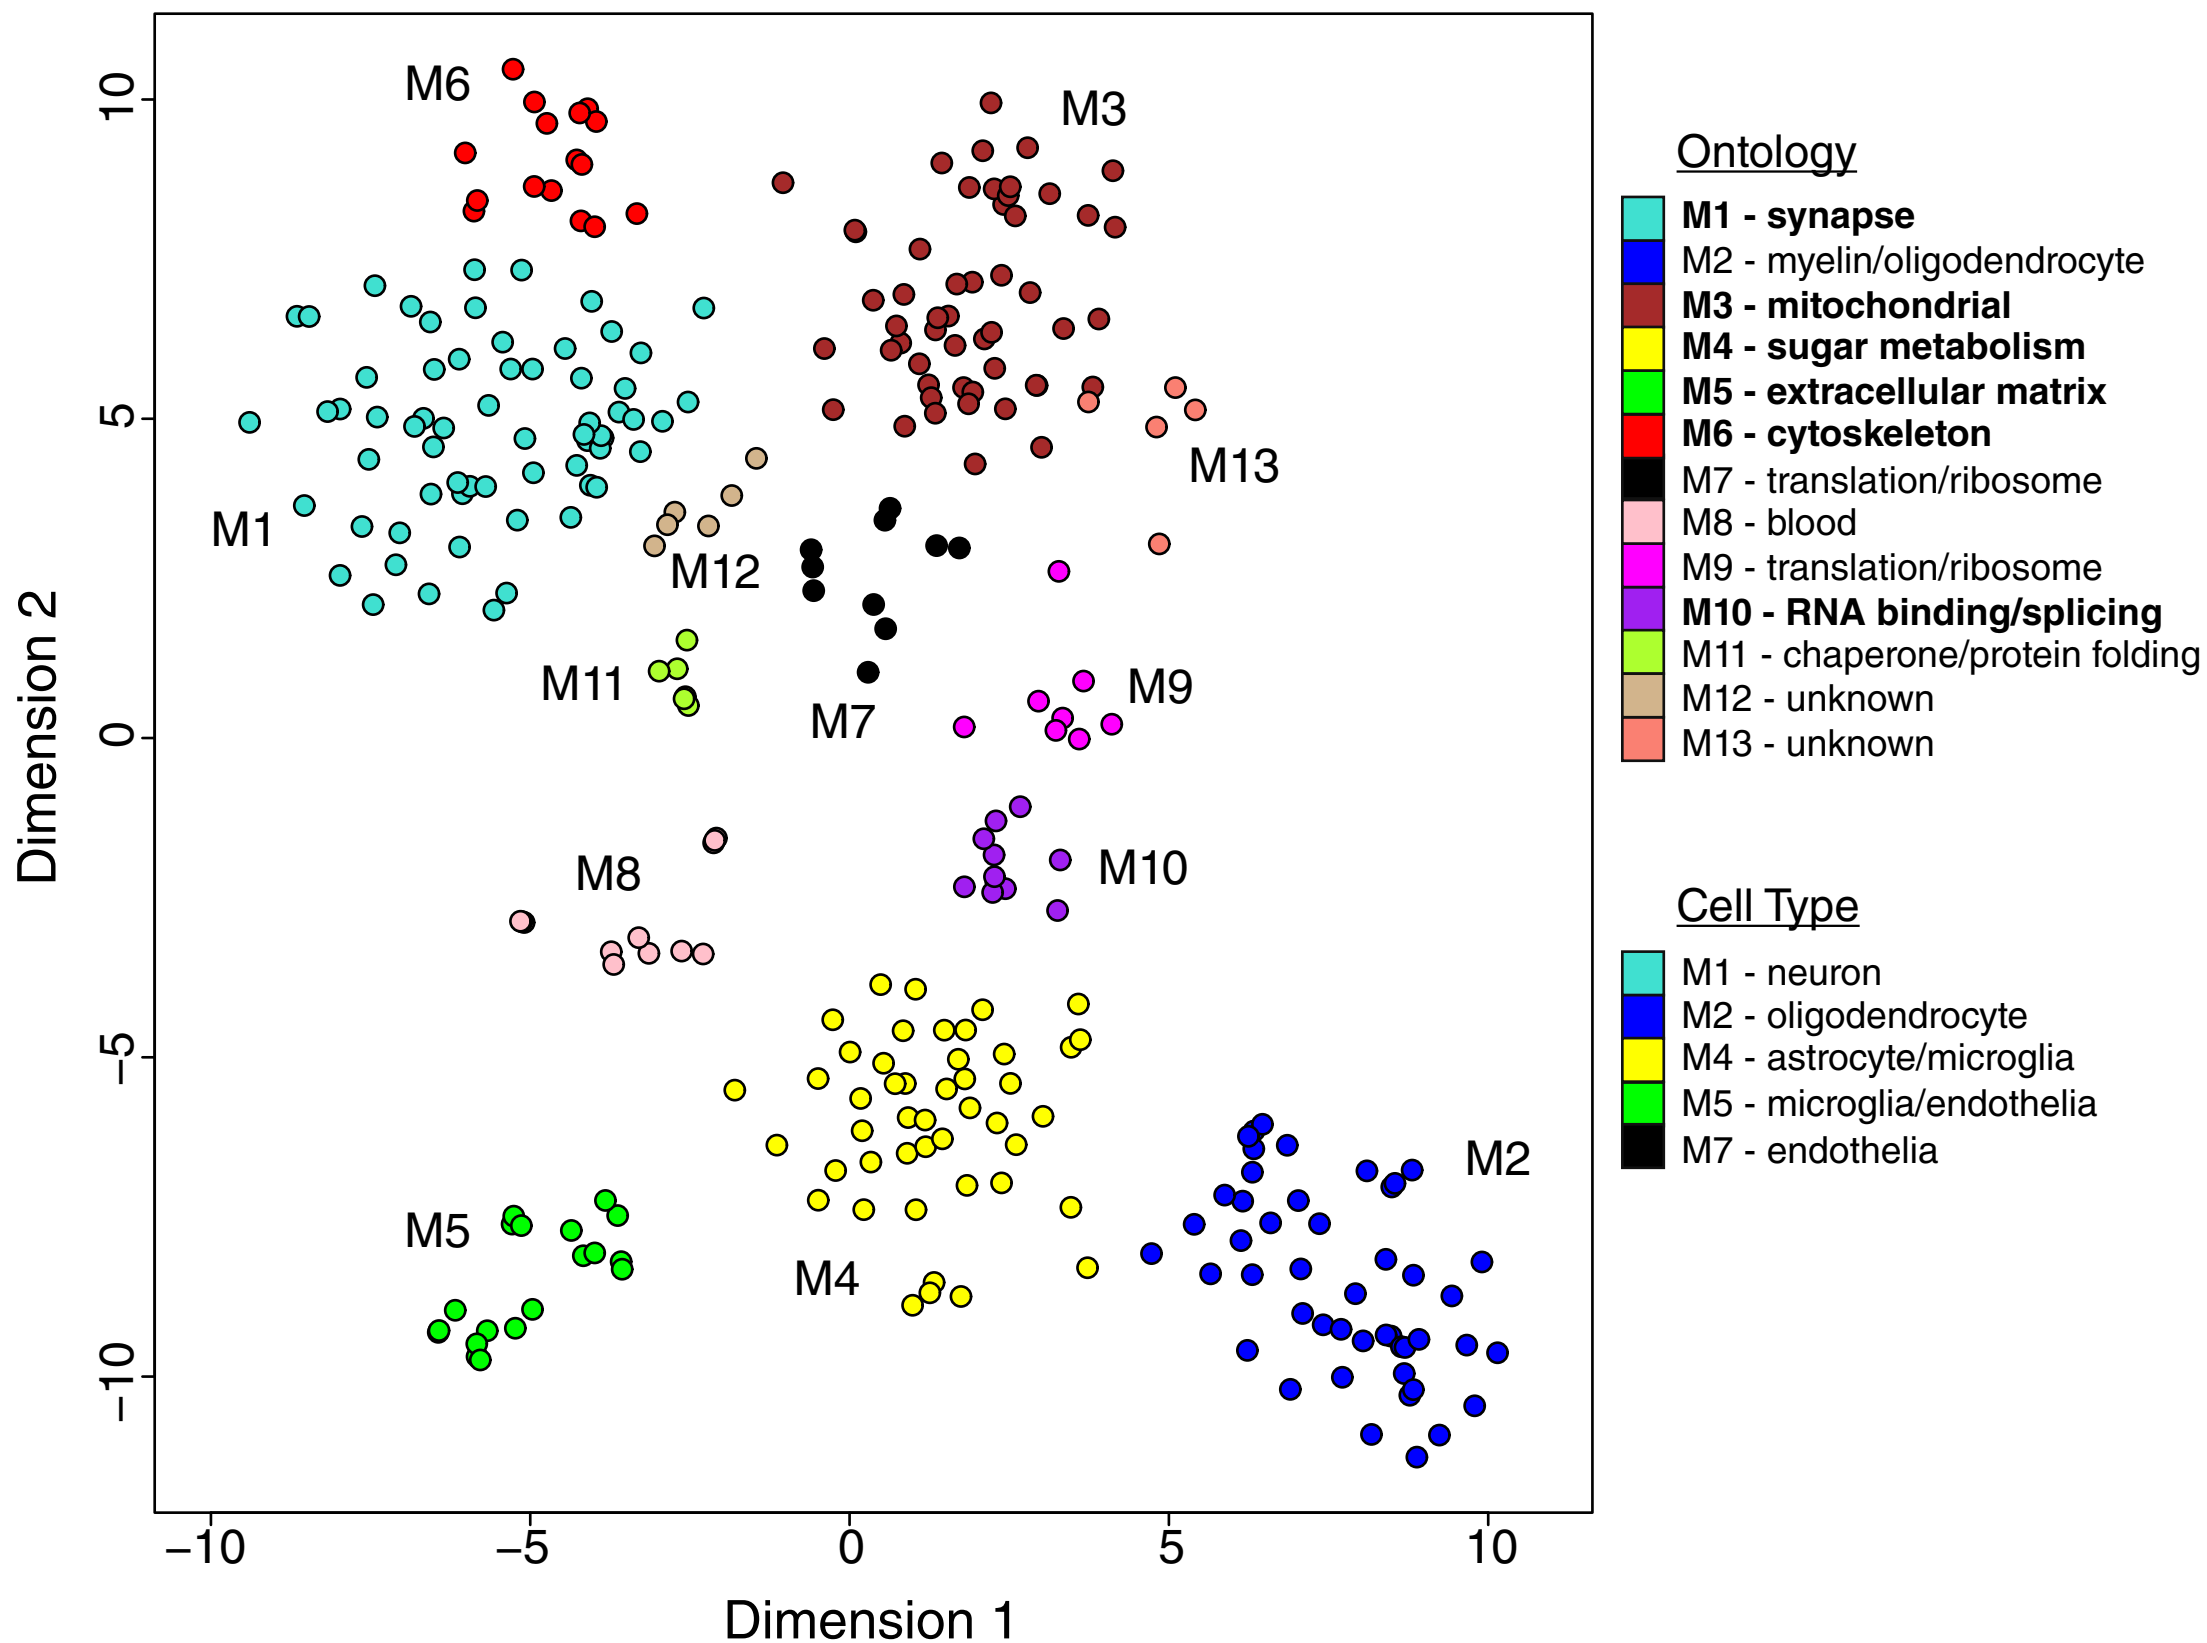 M6
M3
M13
M1
M12
M11
M7
M9
M8
M10
M5
M4
M2
10
5
0
−5
−10
Dimension 2
−10
−5
0
5
10
Dimension 1
Ontology
M1 - synapse
M2 - myelin/oligodendrocyte
M3 - mitochondrial
M4 - sugar metabolism
M5 - extracellular matrix
M6 - cytoskeleton
M7 - translation/ribosome
M8 - blood
M9 - translation/ribosome
M10 - RNA binding/splicing
M11 - chaperone/protein folding
M12 - unknown
M13 - unknown
Cell Type
M1 - neuron
M2 - oligodendrocyte
M4 - astrocyte/microglia
M5 - microglia/endothelia
M7 - endothelia